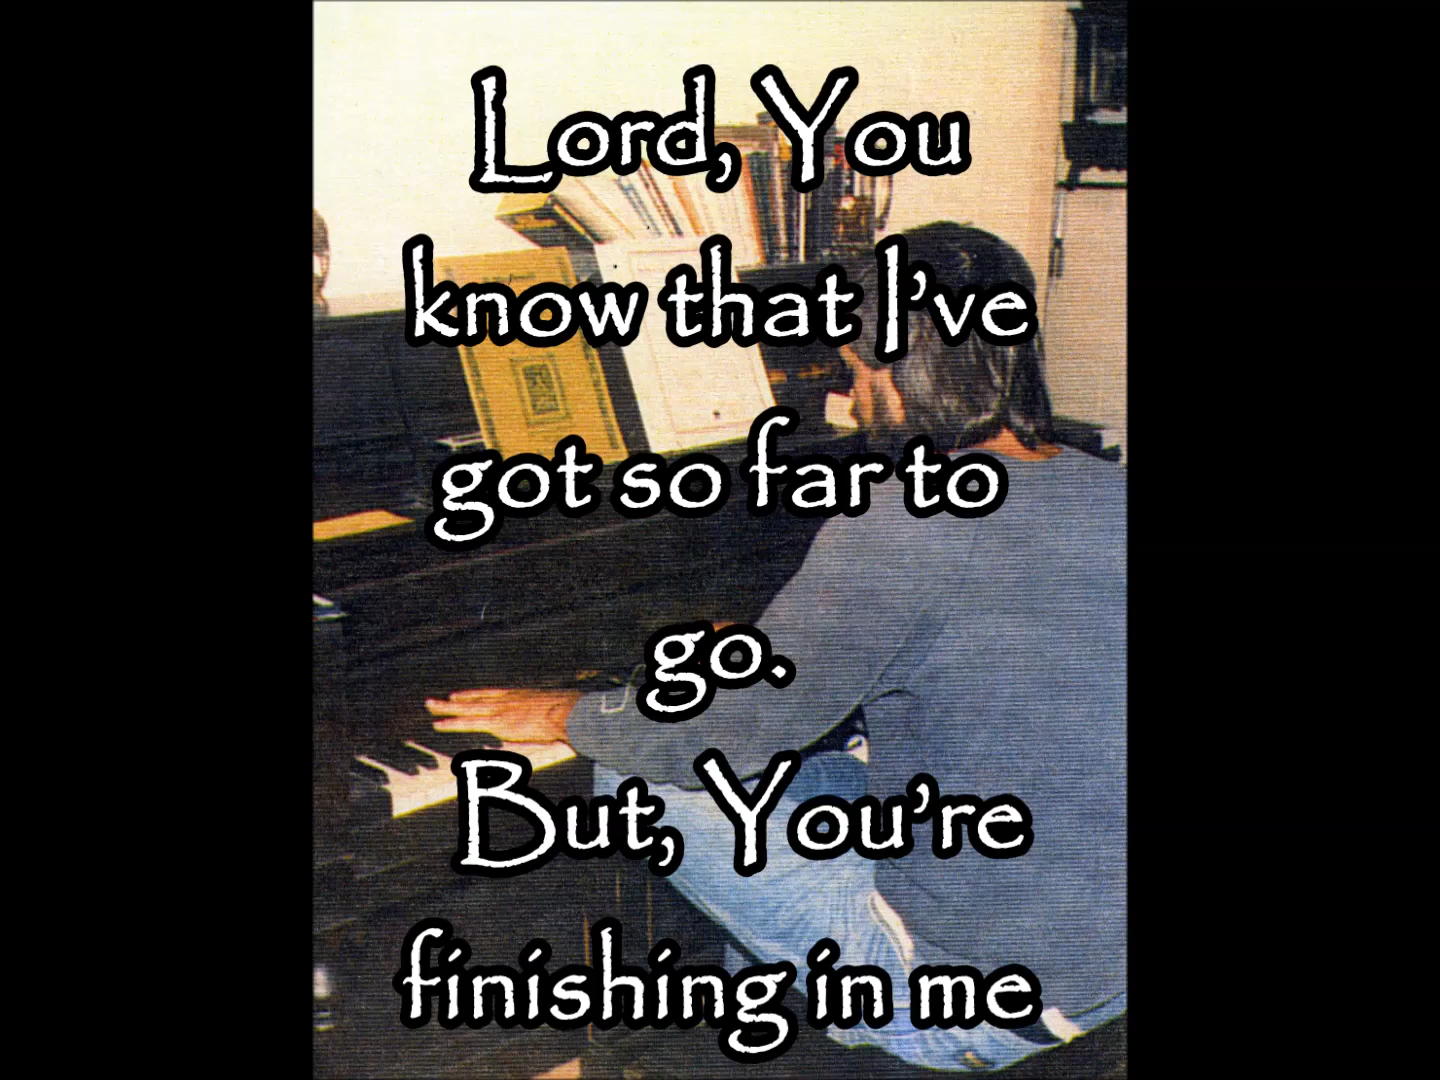 Lord, You
know that I've
got so far to
go.
But, You're
finishing in me